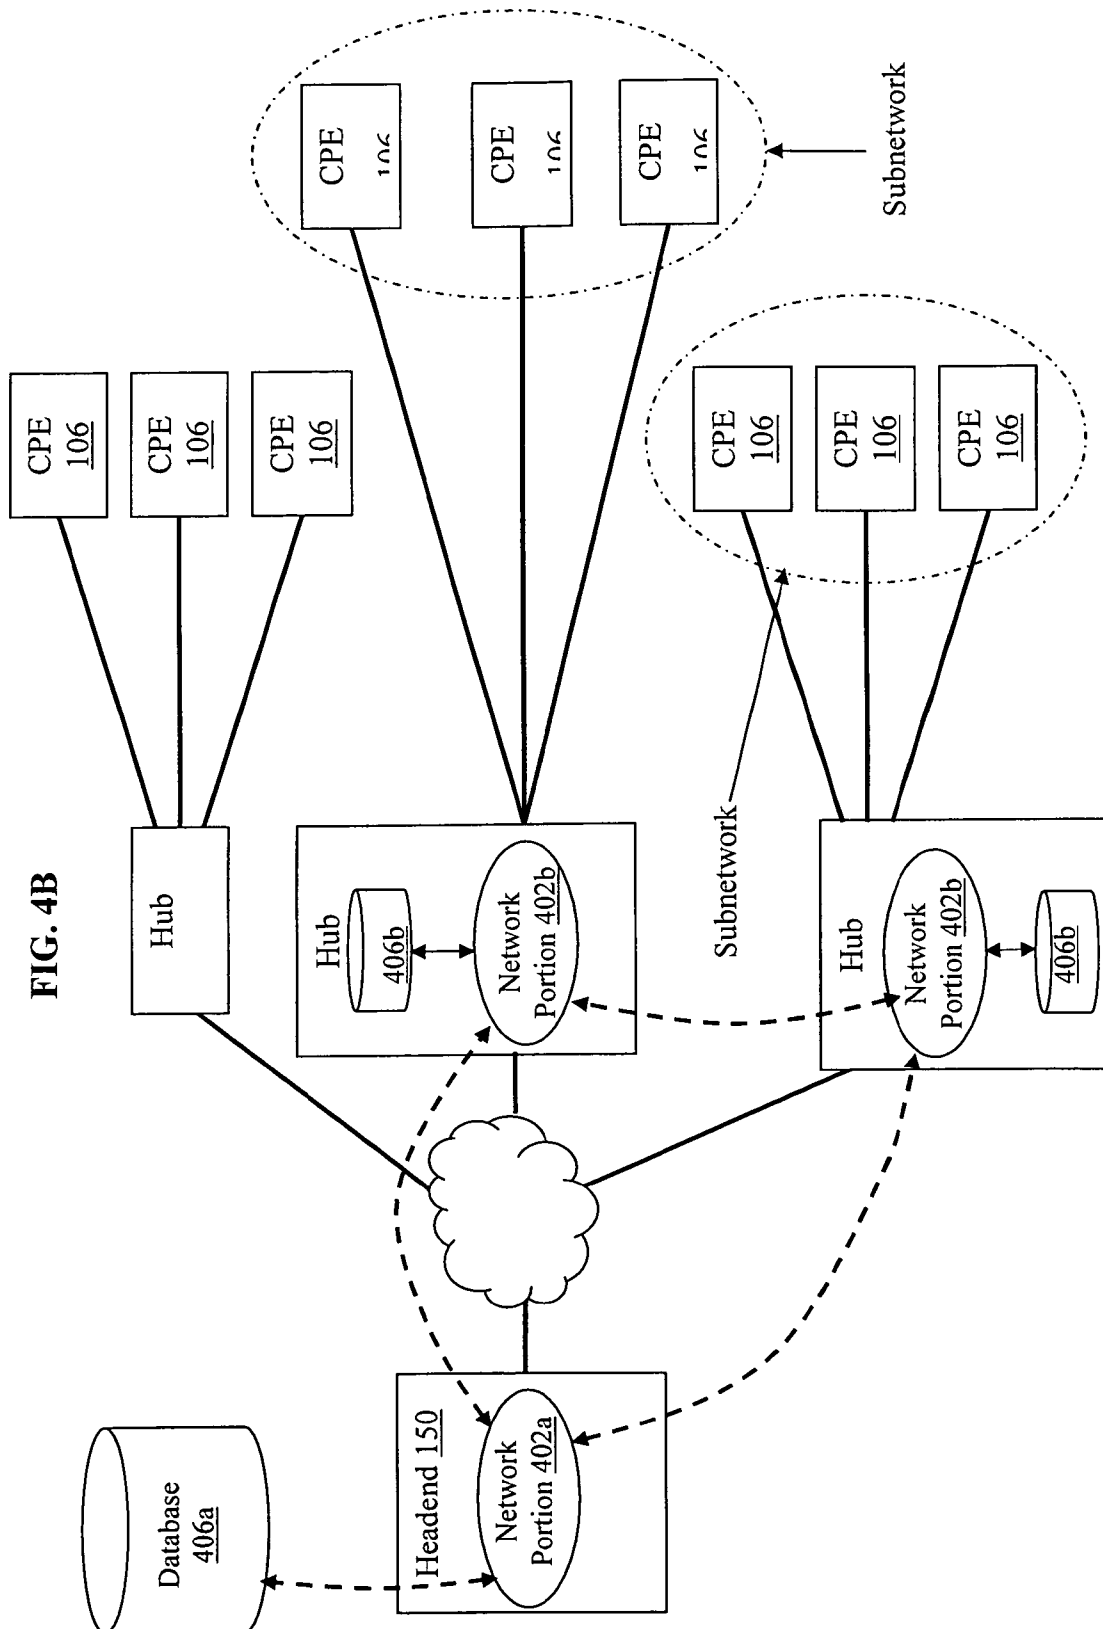 FIG. 4B
Database
406a
Headend 150
Network
Portion 402a
Hub
CPE
106
CPE
106
CPE
106
Hub
406b
Network
Portion 402b
CPE
CPE
CPE
Subnetwork
Hub
Network
Portion 402b
406b
Subnetwork
CPE
106
CPE
106
CPE
106